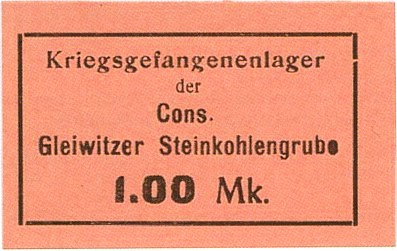 Kriegsgefangenenlager
der
Cons.
Gleiwitzer Steinkohlengrube
1.00 Mk.